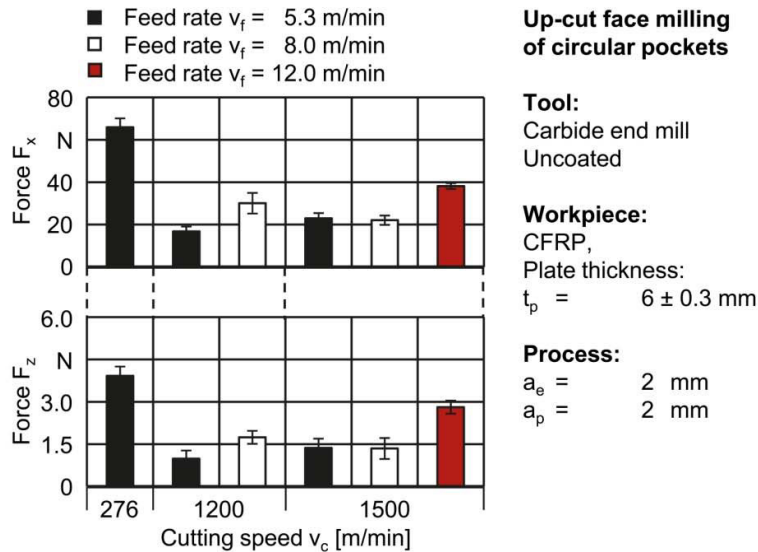 Feed rate v_f = 5.3 m/min
Feed rate v_f = 8.0 m/min
Feed rate v_f = 12.0 m/min
Force F_x
80
N
40
20
0
Force F_z
6.0
N
3.0
1.5
0
276 1200 1500
Cutting speed v_c [m/min]
Up-cut face milling
of circular pockets
Tool:
Carbide end mill
Uncoated
Workpiece:
CFRP,
Plate thickness:
t_p = 6 ± 0.3 mm
Process:
a_e = 2 mm
a_p = 2 mm